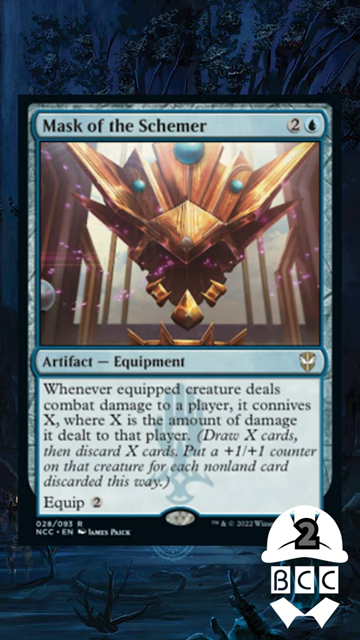 Mask of the Schemer 2
Artifact — Equipment
Whenever equipped creature deals
combat damage to a player, it connives
X, where X is the amount of damage
it dealt to that player. (Draw X cards,
then discard X cards. Put a +1/+1 counter
on that creature for each nonland card
discarded this way.)
Equip 2
028/093 R
NCC • EN James Paick
™ & © 2022
2
BCC